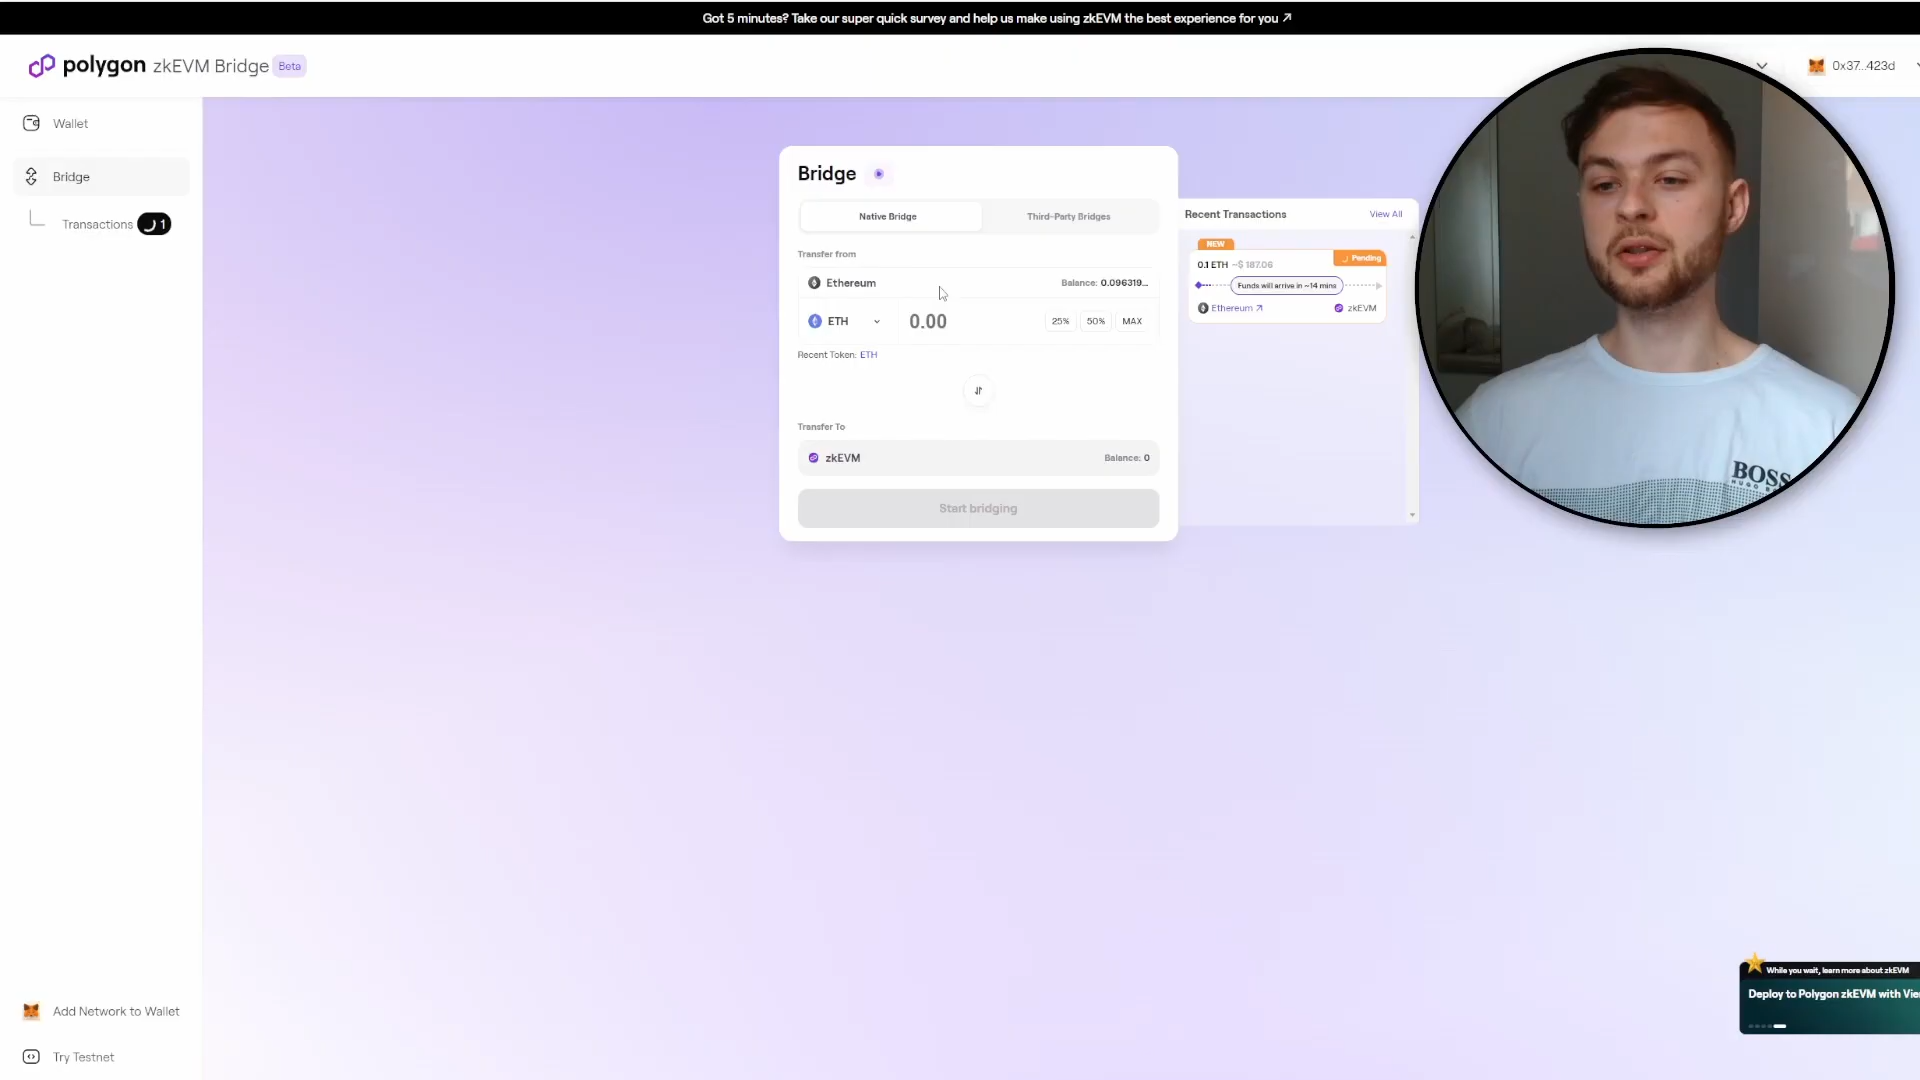 Got 5 minutes? Take our super quick survey and help us make using zkEVM the best experience for you ↗
polygon zkEVM Bridge Beta
0x37...423d
Wallet
Bridge
Transactions 1
Bridge
Native Bridge
Third-Party Bridges
Transfer from
Ethereum
Balance: 0.096319...
ETH
0.00
25%
50%
MAX
Recent Token: ETH
Transfer To
zkEVM
Balance: 0
Start bridging
Recent Transactions
View All
NEW
Pending
0.1 ETH ~$ 187.06
Funds will arrive in ~14 mins
Ethereum ↗
zkEVM
BOSS
HUGO
While you wait, learn more about zkEVM
Deploy to Polygon zkEVM with
Add Network to Wallet
Try Testnet